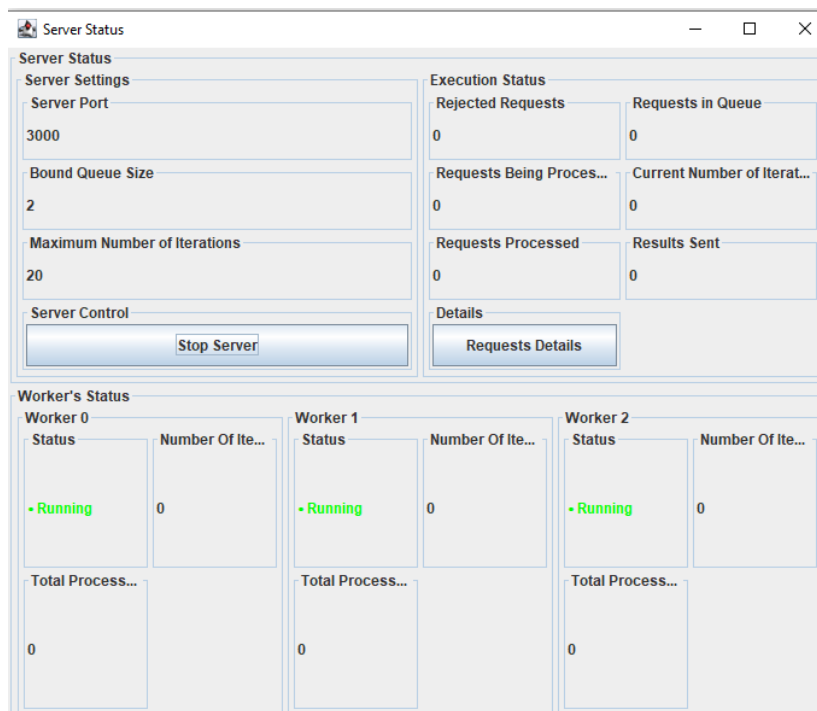 Server Status
Server Status
Server Settings
Server Port
3000
Bound Queue Size
2
Maximum Number of Iterations
20
Server Control
Stop Server
Execution Status
Rejected Requests
0
Requests in Queue
0
Requests Being Proces...
0
Current Number of Iterat...
0
Requests Processed
0
Results Sent
0
Details
Requests Details
Worker's Status
Worker 0
Status
• Running
Number Of Ite...
0
Total Process...
0
Worker 1
Status
• Running
Number Of Ite...
0
Total Process...
0
Worker 2
Status
• Running
Number Of Ite...
0
Total Process...
0